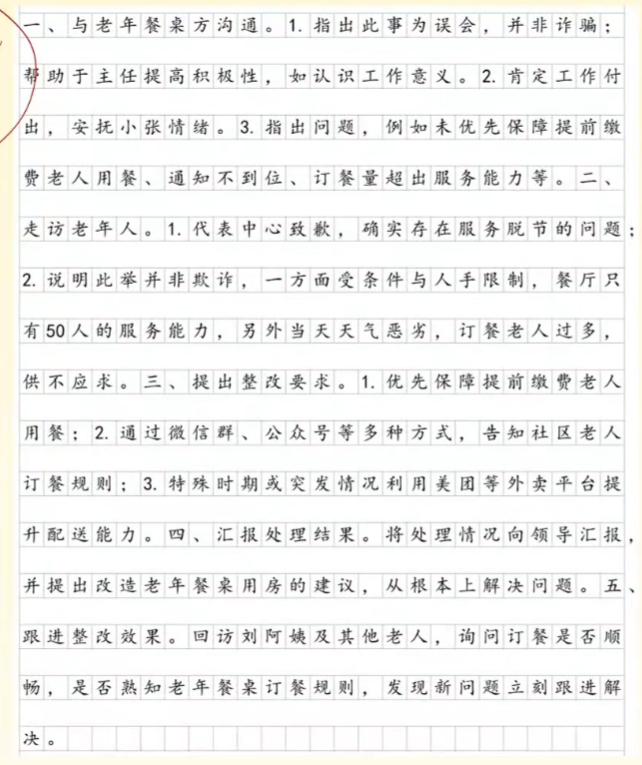 一、与老年餐桌方沟通。1.指出此事为误会，并非诈骗；
帮助于主任提高积极性，如认识工作意义。2.肯定工作付
出，安抚小张情绪。3.指出问题，例如未优先保障提前缴
费老人用餐、通知不到位、订餐量超出服务能力等。二、
走访老年人。1.代表中心致歉，确实存在服务脱节的问题；
2.说明此举并非欺诈，一方面受条件与人手限制，餐厅只
有50人的服务能力，另外当天天气恶劣，订餐老人过多，
供不应求。三、提出整改要求。1.优先保障提前缴费老人
用餐；2.通过微信群、公众号等多种方式，告知社区老人
订餐规则；3.特殊时期或突发情况利用美团等外卖平台提
升配送能力。四、汇报处理结果。将处理情况向领导汇报，
并提出改造老年餐桌用房的建议，从根本上解决问题。五、
跟进整改效果。回访刘阿姨及其他老人，询问订餐是否顺
畅，是否熟知老年餐桌订餐规则，发现新问题立刻跟进解
决。